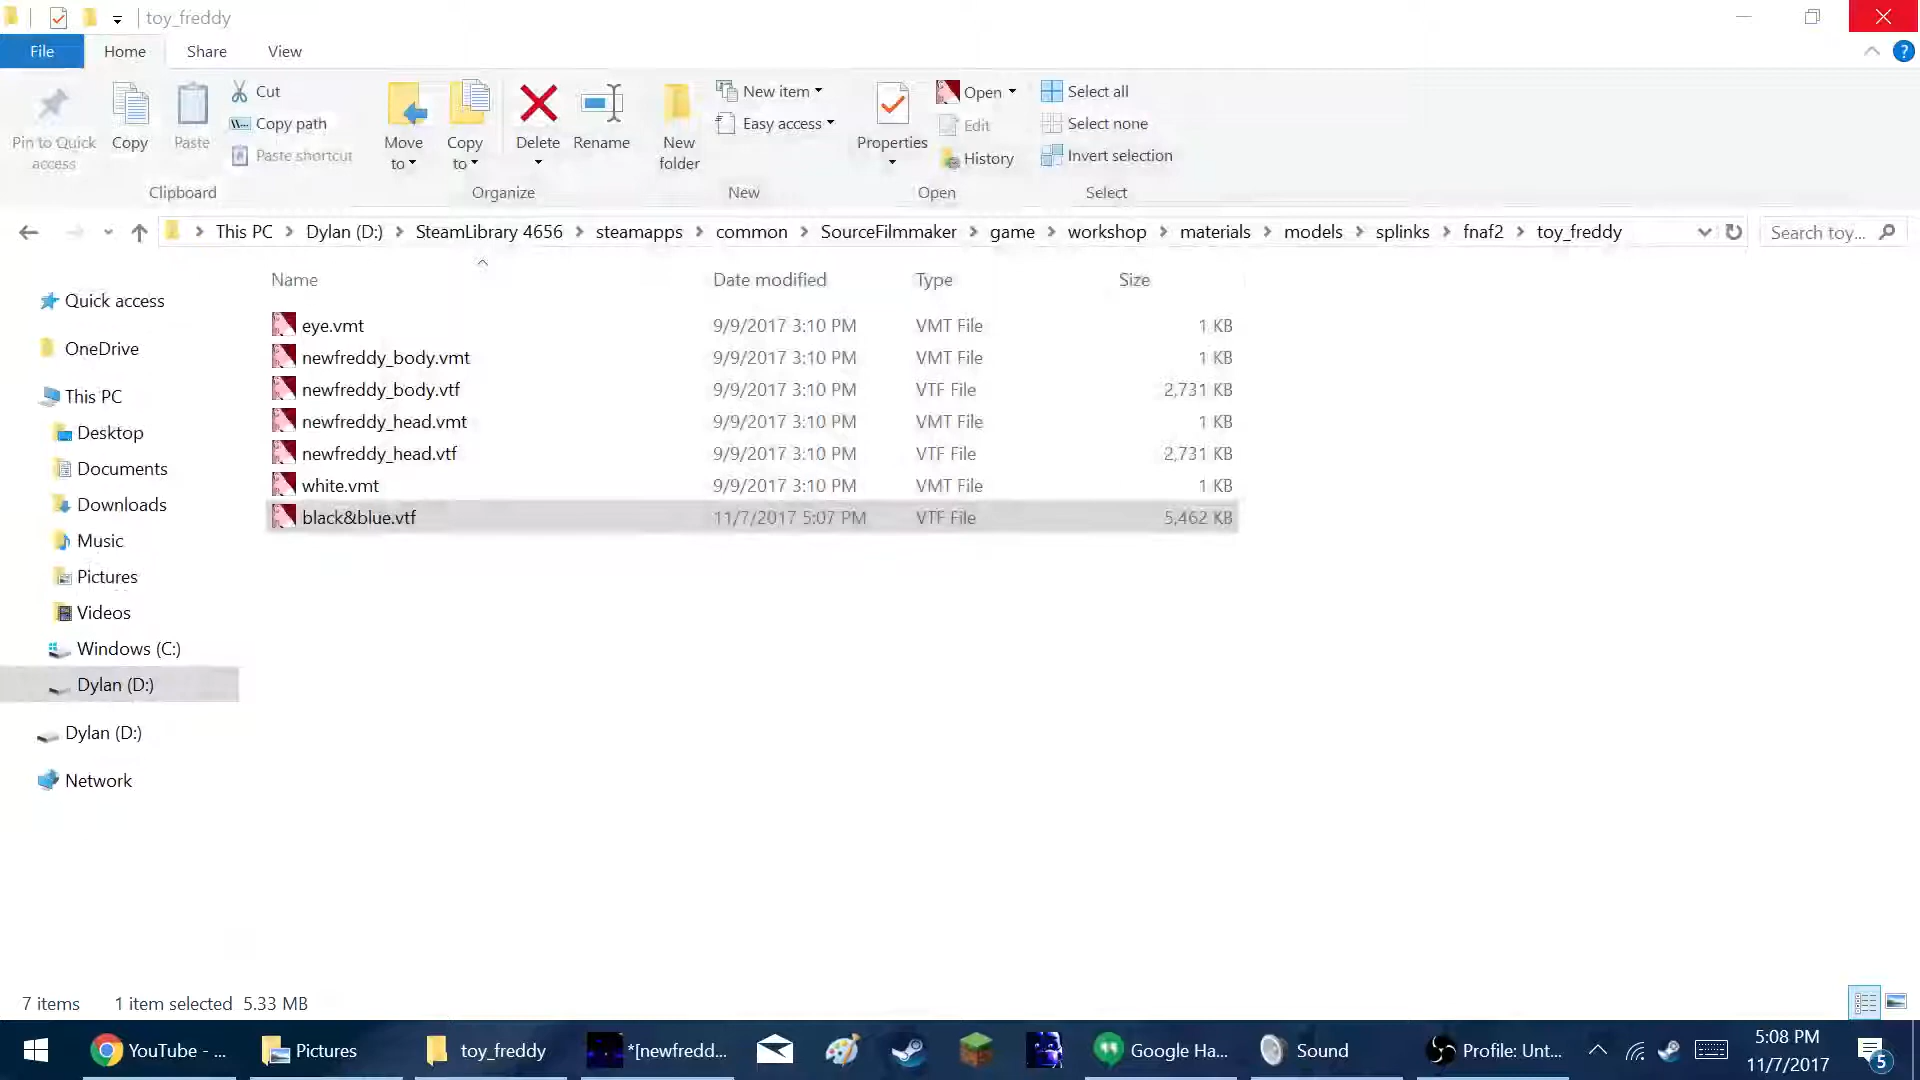 toy_freddy
File Home Share View
Pin to Quick access
Copy
Paste
Cut
Copy path
Paste shortcut
Clipboard
Move to
Copy to
Delete
Rename
Organize
New folder
New item
Easy access
New
Properties
Open
Edit
History
Open
Select all
Select none
Invert selection
Select
This PC Dylan (D:) SteamLibrary 4656 steamapps common SourceFilmmaker game workshop materials models splinks fnaf2 toy_freddy
Search toy...
Name Date modified Type Size
eye.vmt 9/9/2017 3:10 PM VMT File 1 KB
newfreddy_body.vmt 9/9/2017 3:10 PM VMT File 1 KB
newfreddy_body.vtf 9/9/2017 3:10 PM VTF File 2,731 KB
newfreddy_head.vmt 9/9/2017 3:10 PM VMT File 1 KB
newfreddy_head.vtf 9/9/2017 3:10 PM VTF File 2,731 KB
white.vmt 9/9/2017 3:10 PM VMT File 1 KB
black&blue.vtf 11/7/2017 5:07 PM VTF File 5,462 KB
Quick access
OneDrive
This PC
Desktop
Documents
Downloads
Music
Pictures
Videos
Windows (C:)
Dylan (D:)
Dylan (D:)
Network
7 items 1 item selected 5.33 MB
YouTube - ...
Pictures
toy_freddy
*[newfredd...
Google Ha...
Sound
Profile: Unt...
5:08 PM
11/7/2017
5